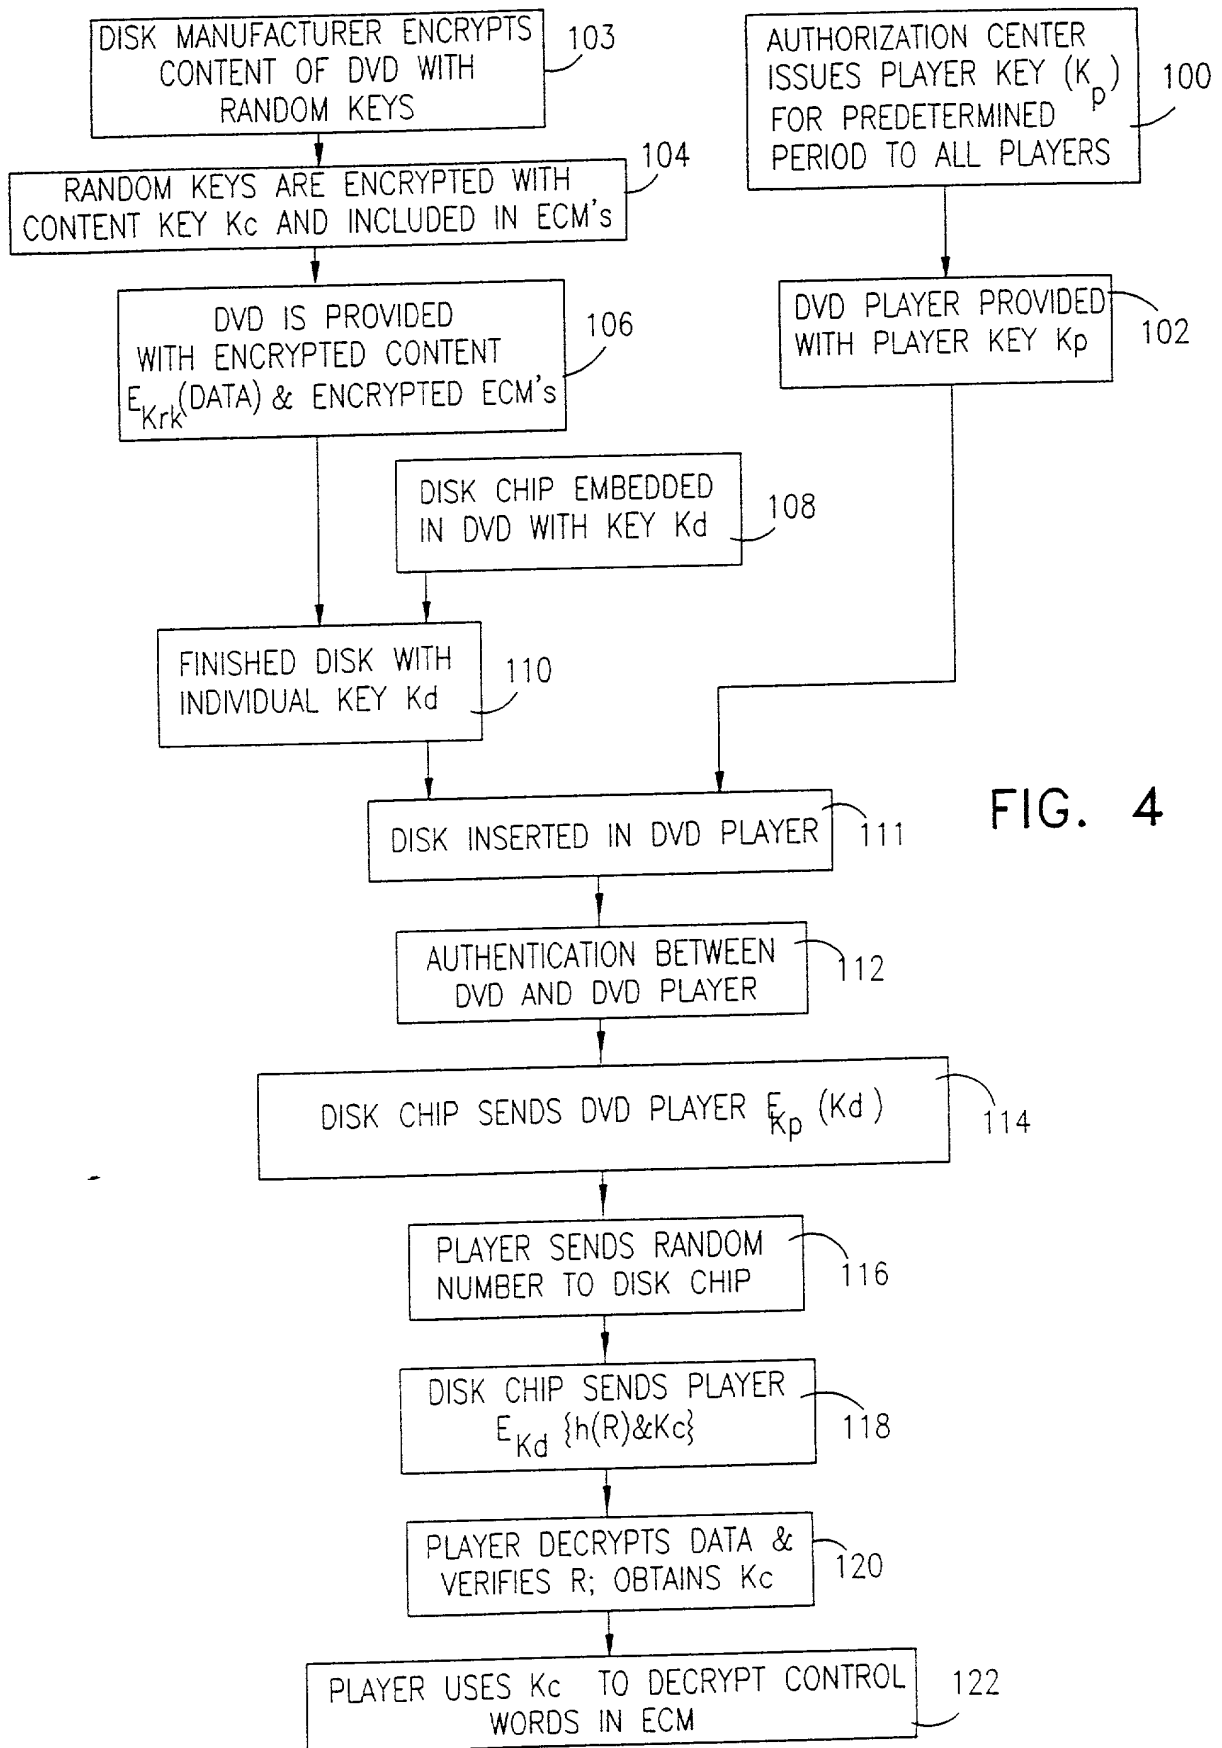 DISK MANUFACTURER ENCRYPTS
CONTENT OF DVD WITH
RANDOM KEYS
103
AUTHORIZATION CENTER
ISSUES PLAYER KEY (Kp)
FOR PREDETERMINED
PERIOD TO ALL PLAYERS
100
RANDOM KEYS ARE ENCRYPTED WITH
CONTENT KEY Kc AND INCLUDED IN ECM's
104
DVD IS PROVIDED
WITH ENCRYPTED CONTENT
EKrk(DATA) & ENCRYPTED ECM's
106
DVD PLAYER PROVIDED
WITH PLAYER KEY Kp
102
DISK CHIP EMBEDDED
IN DVD WITH KEY Kd
108
FINISHED DISK WITH
INDIVIDUAL KEY Kd
110
DISK INSERTED IN DVD PLAYER
111
FIG. 4
AUTHENTICATION BETWEEN
DVD AND DVD PLAYER
112
DISK CHIP SENDS DVD PLAYER EKp (Kd)
114
PLAYER SENDS RANDOM
NUMBER TO DISK CHIP
116
DISK CHIP SENDS PLAYER
EKd {h(R)&Kc}
118
PLAYER DECRYPTS DATA &
VERIFIES R; OBTAINS Kc
120
PLAYER USES Kc TO DECRYPT CONTROL
WORDS IN ECM
122